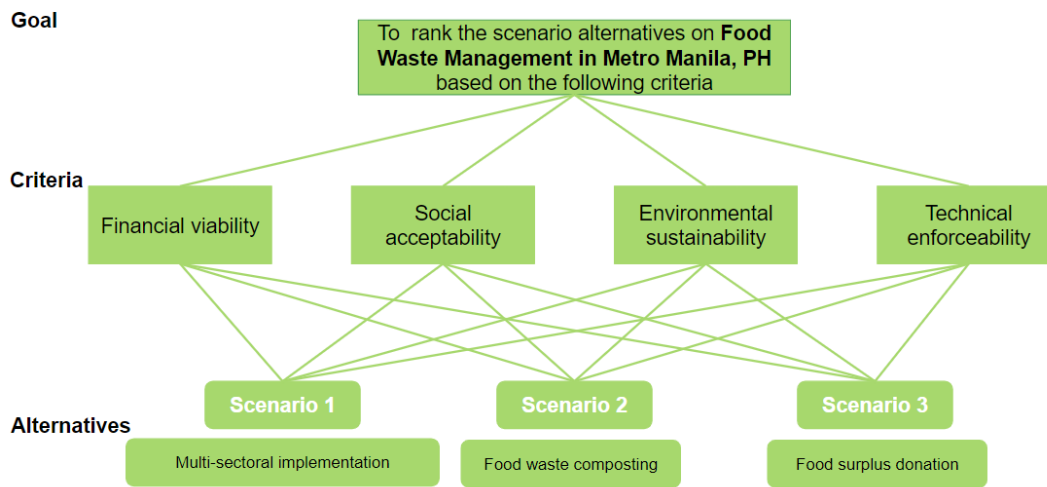 Goal
To rank the scenario alternatives on Food
Waste Management in Metro Manila, PH
based on the following criteria
Criteria
Financial viability
Social
acceptability
Environmental
sustainability
Technical
enforceability
Scenario 1
Scenario 2
Scenario 3
Alternatives
Multi-sectoral implementation
Food waste composting
Food surplus donation